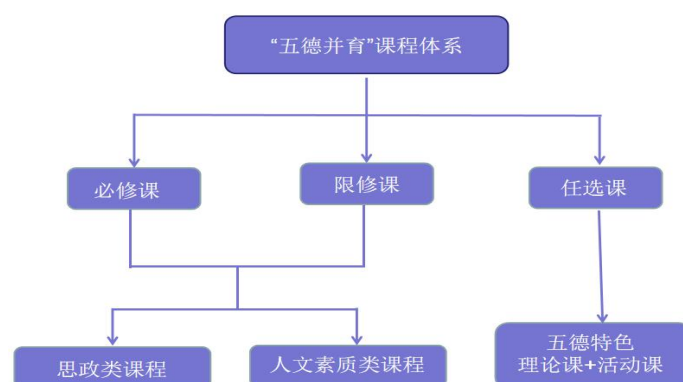 “五德并育”课程体系
必修课
限修课
任选课
思政类课程
人文素质类课程
五德特色
理论课+活动课